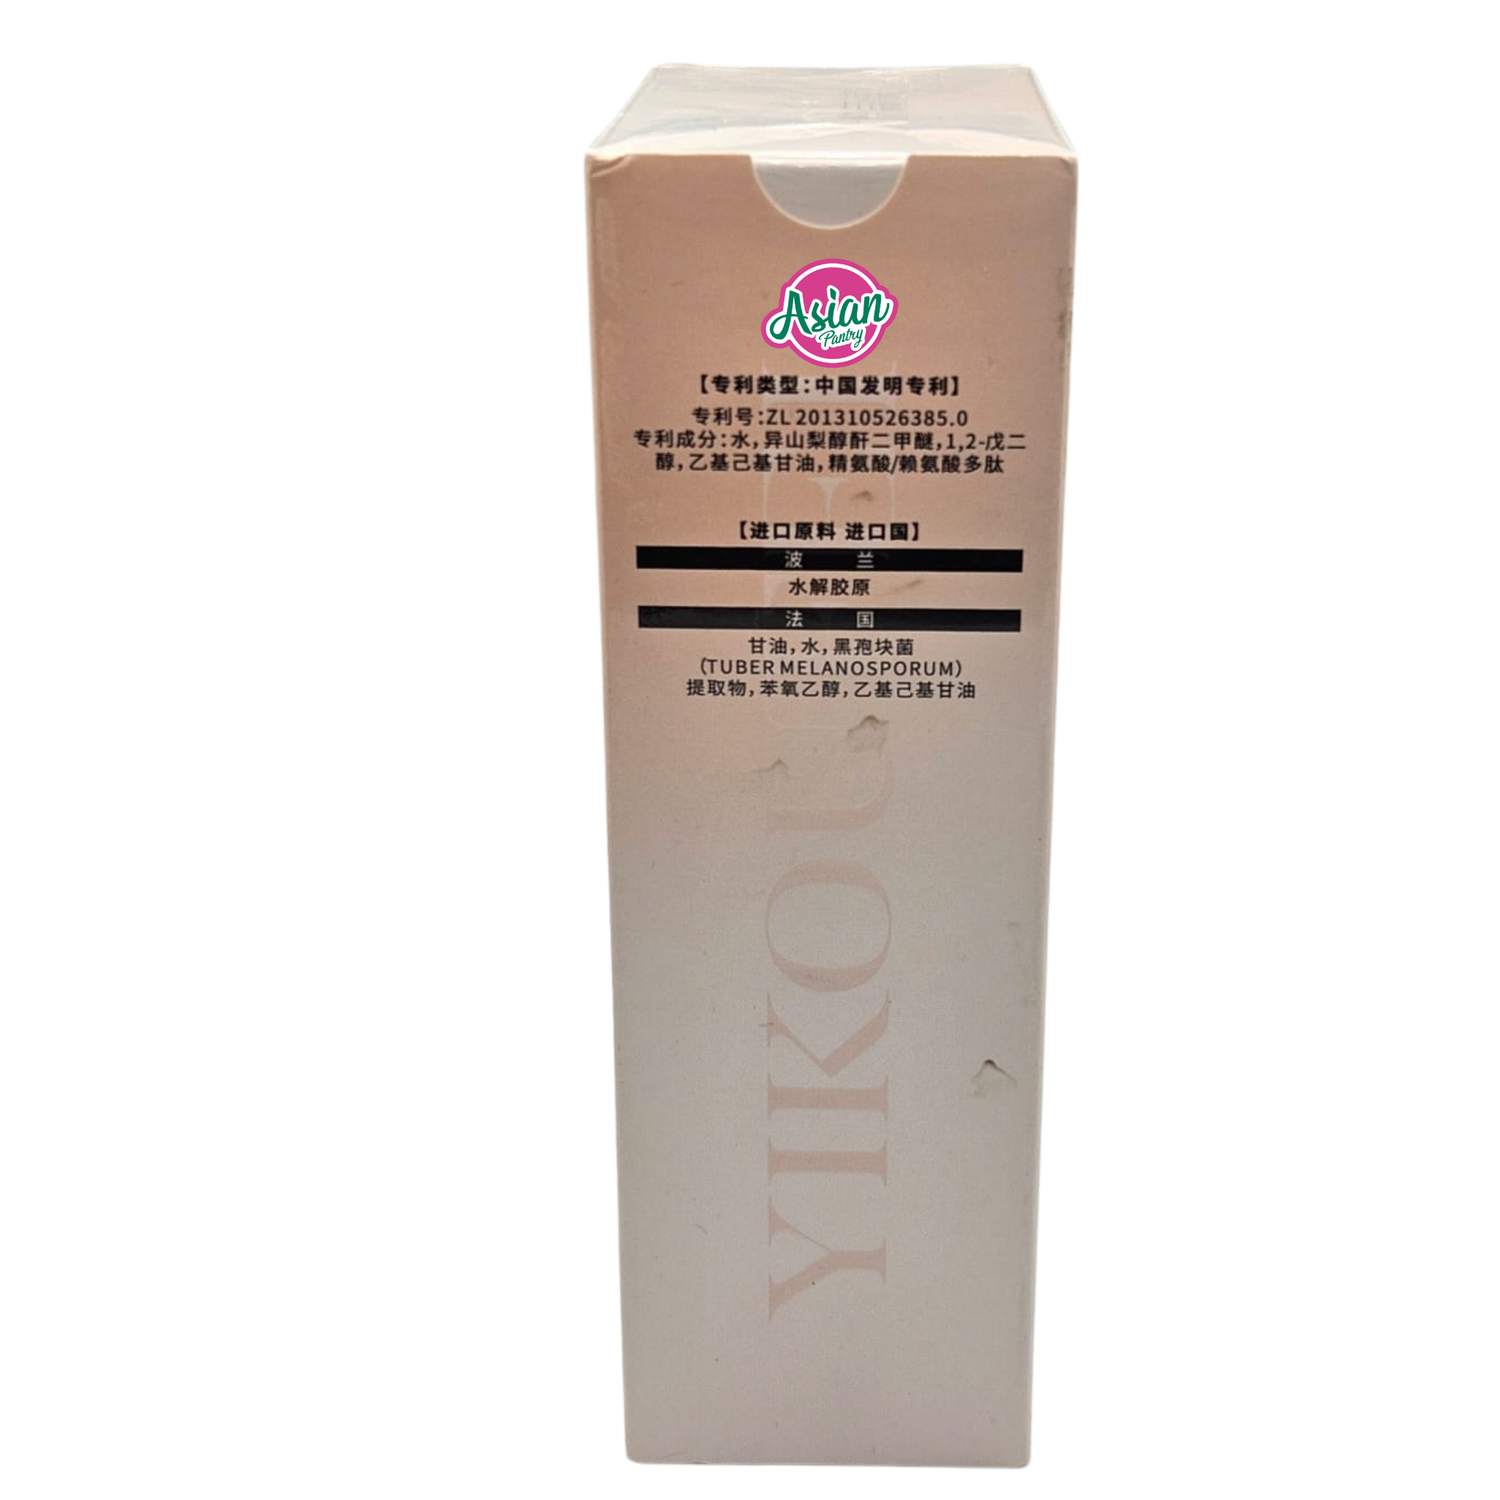 Asian
Pantry
【专利类型:中国发明专利】
专利号:ZL 201310526385.0
专利成分:水,异山梨醇酐二甲醚,1,2-戊二
醇,乙基己基甘油,精氨酸/赖氨酸多肽
【进口原料 进口国】
波 兰
水解胶原
法 国
甘油,水,黑孢块菌
(TUBER MELANOSPORUM)
提取物,苯氧乙醇,乙基己基甘油